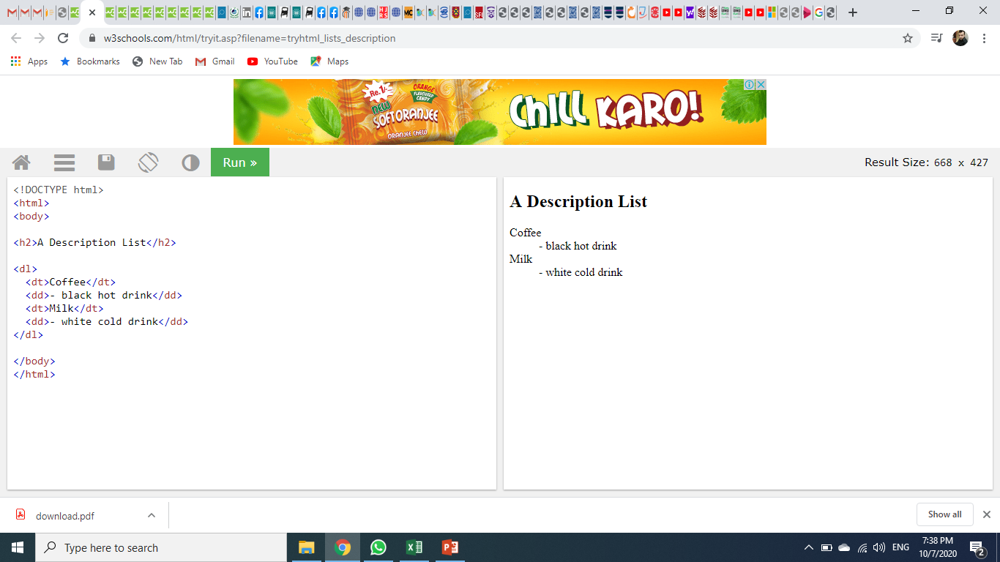 w3schools.com/html/tryit.asp?filename=tryhtml_lists_description
Apps Bookmarks New Tab Gmail YouTube Maps
Re.1/-
ORANGE
FLAVOURED
CANDY
NEW
SOFTORANJEE
ORANJEE CHEW
CHILL KARO!
Run »
Result Size: 668 x 427
<!DOCTYPE html>
<html>
<body>
<h2>A Description List</h2>
<dl>
<dt>Coffee</dt>
<dd>- black hot drink</dd>
<dt>Milk</dt>
<dd>- white cold drink</dd>
</dl>
</body>
</html>
A Description List
Coffee
- black hot drink
Milk
- white cold drink
download.pdf
Show all
Type here to search
ENG
7:38 PM
10/7/2020
2